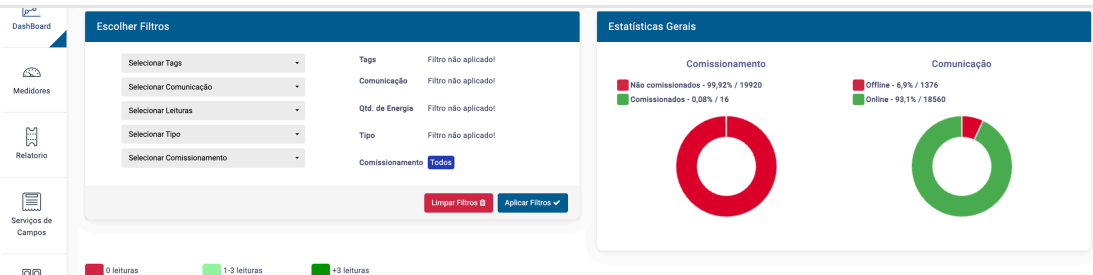 DashBoard
Medidores
Relatorio
Serviços de
Campos
Escolher Filtros
Selecionar Tags
Selecionar Comunicação
Selecionar Leituras
Selecionar Tipo
Selecionar Comissionamento
Tags Filtro não aplicado!
Comunicação Filtro não aplicado!
Qtd. de Energia Filtro não aplicado!
Tipo Filtro não aplicado!
Comissionamento Todos
Limpar Filtros
Aplicar Filtros
Estatísticas Gerais
Comissionamento
Não comissionados - 99,92% / 19920
Comissionados - 0,08% / 16
Comunicação
Offline - 6,9% / 1376
Online - 93,1% / 18560
0 leituras
1-3 leituras
+3 leituras